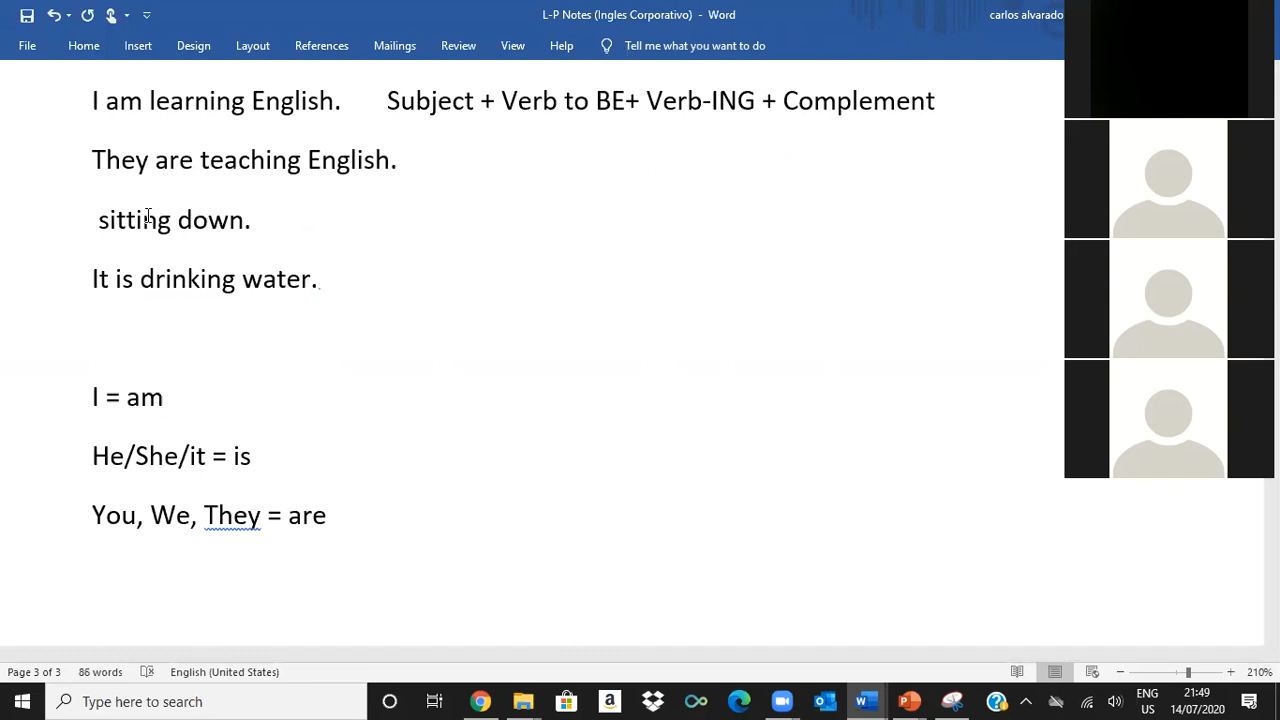 L-P Notes (Ingles Corporativo) - Word
carlos alvarado
File Home Insert Design Layout References Mailings Review View Help Tell me what you want to do
I am learning English. Subject + Verb to BE+ Verb-ING + Complement
They are teaching English.
sitting down.
It is drinking water.
I = am
He/She/it = is
You, We, They = are
Page 3 of 3 86 words English (United States) 210%
Type here to search
ENG 21:49
US 14/07/2020